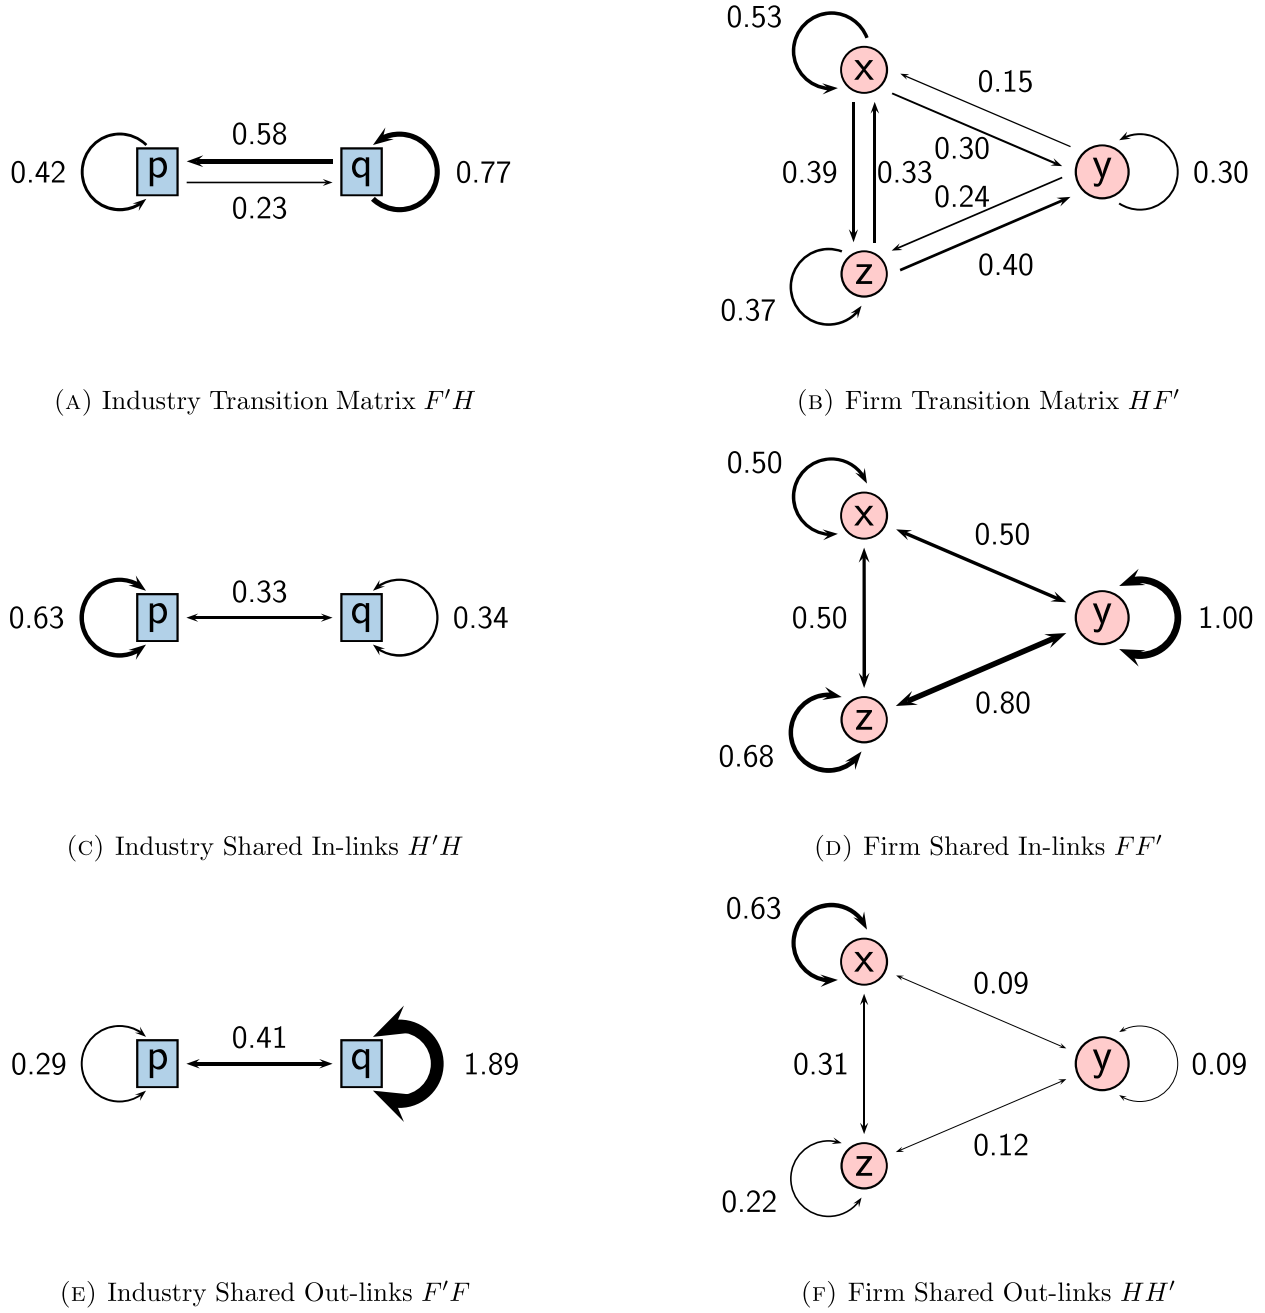 0.53
x
0.15
0.42
p
0.58
0.23
q
0.77
0.39
0.33
0.30
0.24
y
0.30
z
0.40
0.37
(A) Industry Transition Matrix F′H
(B) Firm Transition Matrix HF′
0.50
x
0.50
0.63
p
0.33
q
0.34
0.50
y
1.00
z
0.80
0.68
(C) Industry Shared In-links H′H
(D) Firm Shared In-links FF′
0.63
x
0.09
0.29
p
0.41
q
1.89
0.31
y
0.09
z
0.12
0.22
(E) Industry Shared Out-links F′F
(F) Firm Shared Out-links HH′